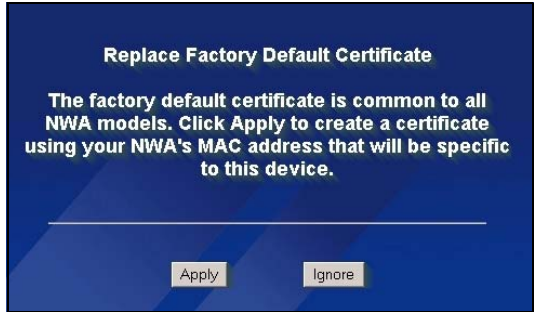 Replace Factory Default Certificate
The factory default certificate is common to all
NWA models. Click Apply to create a certificate
using your NWA's MAC address that will be specific
to this device.
Apply
Ignore